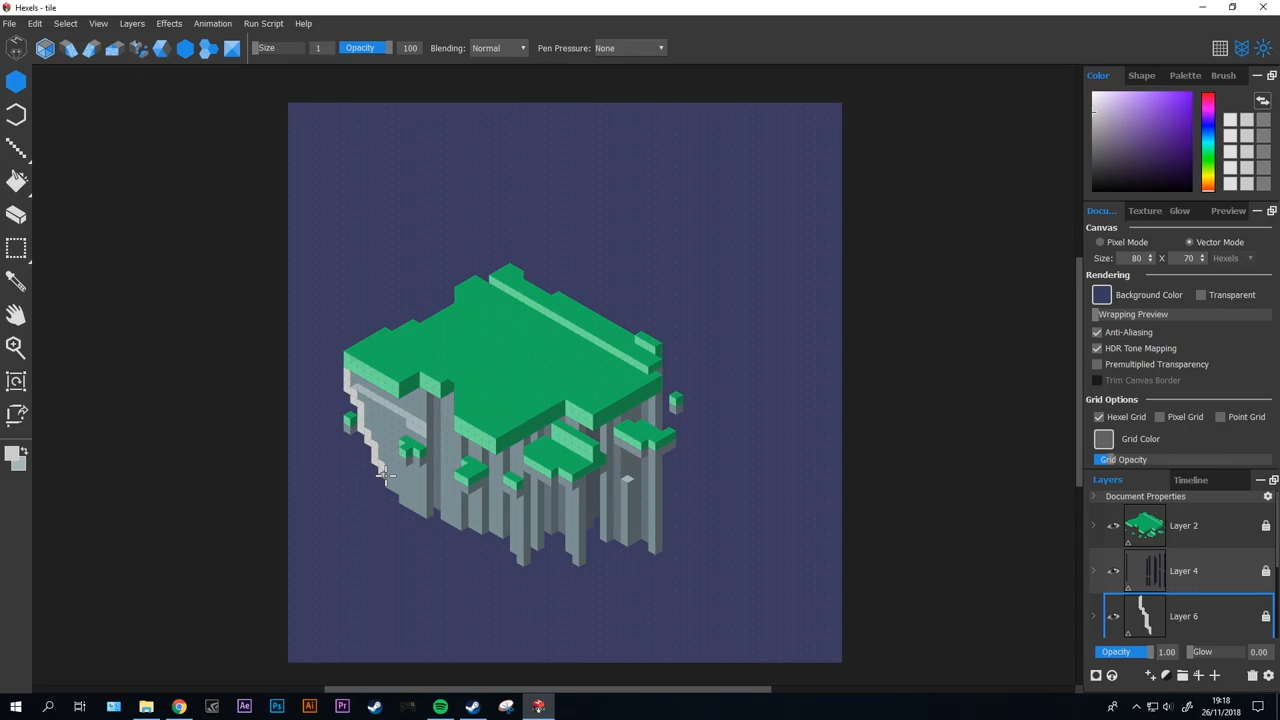 Hexels - tile
File Edit Select View Layers Effects Animation Run Script Help
Size 1 Opacity 100 Blending: Normal Pen Pressure: None
Color Shape Palette Brush
Docu... Texture Glow Preview
Canvas
Pixel Mode Vector Mode
Size: 80 X 70 Hexels
Rendering
Background Color Transparent
Wrapping Preview
Anti-Aliasing
HDR Tone Mapping
Premultiplied Transparency
Trim Canvas Border
Grid Options
Hexel Grid Pixel Grid Point Grid
Grid Color
Grid Opacity
Layers Timeline
Document Properties
Layer 2
Layer 4
Layer 6
Opacity 1.00 Glow 0.00
Ae Ps Ai Pr
19:18
26/11/2018